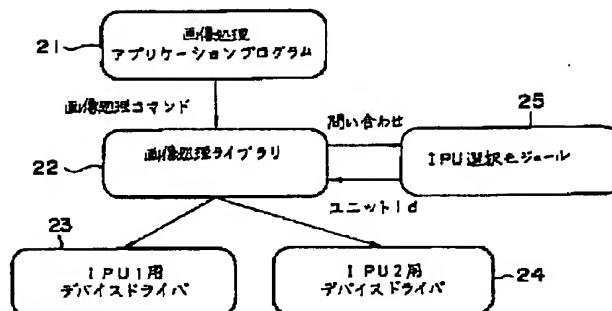 21
画像処理
アプリケーションプログラム
画像処理コマンド
問い合わせ
25
22
画像処理ライブラリ
IPU選択モジュール
ユニットId
23
IPU1用
デバイスドライバ
IPU2用
デバイスドライバ
24